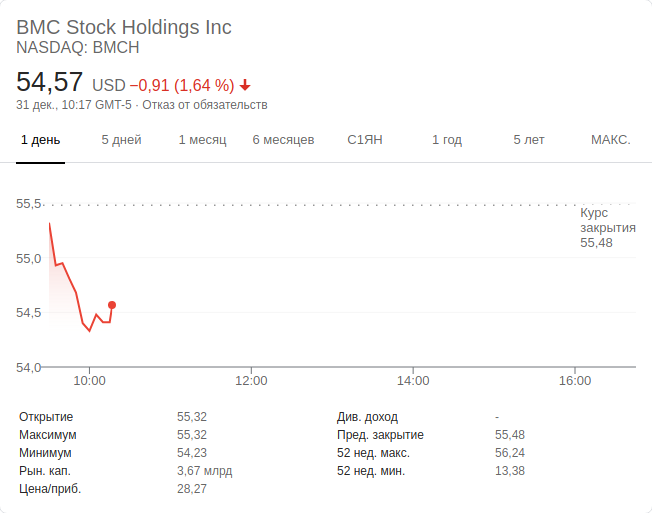 BMC Stock Holdings Inc
NASDAQ: BMCH
54,57 USD −0,91 (1,64 %)
31 дек., 10:17 GMT-5 · Отказ от обязательств
1 день 5 дней 1 месяц 6 месяцев С1ЯН 1 год 5 лет МАКС.
55,5
Курс
закрытия
55,48
55,0
54,5
54,0
10:00 12:00 14:00 16:00
Открытие 55,32 Див. доход -
Максимум 55,32 Пред. закрытие 55,48
Минимум 54,23 52 нед. макс. 56,24
Рын. кап. 3,67 млрд 52 нед. мин. 13,38
Цена/приб. 28,27